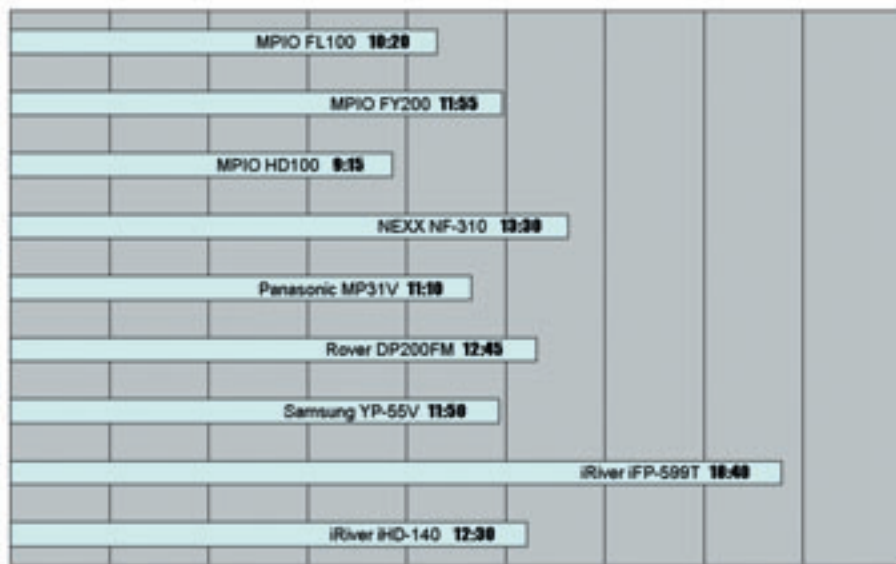 MPIO FL100 10:20
MPIO FY200 11:55
MPIO HD100 9:15
NEXX NF-310 13:30
Panasonic MP31V 11:10
Rover DP200FM 12:45
Samsung YP-55V 11:50
iRiver iFP-599T 18:40
iRiver iHD-140 12:30